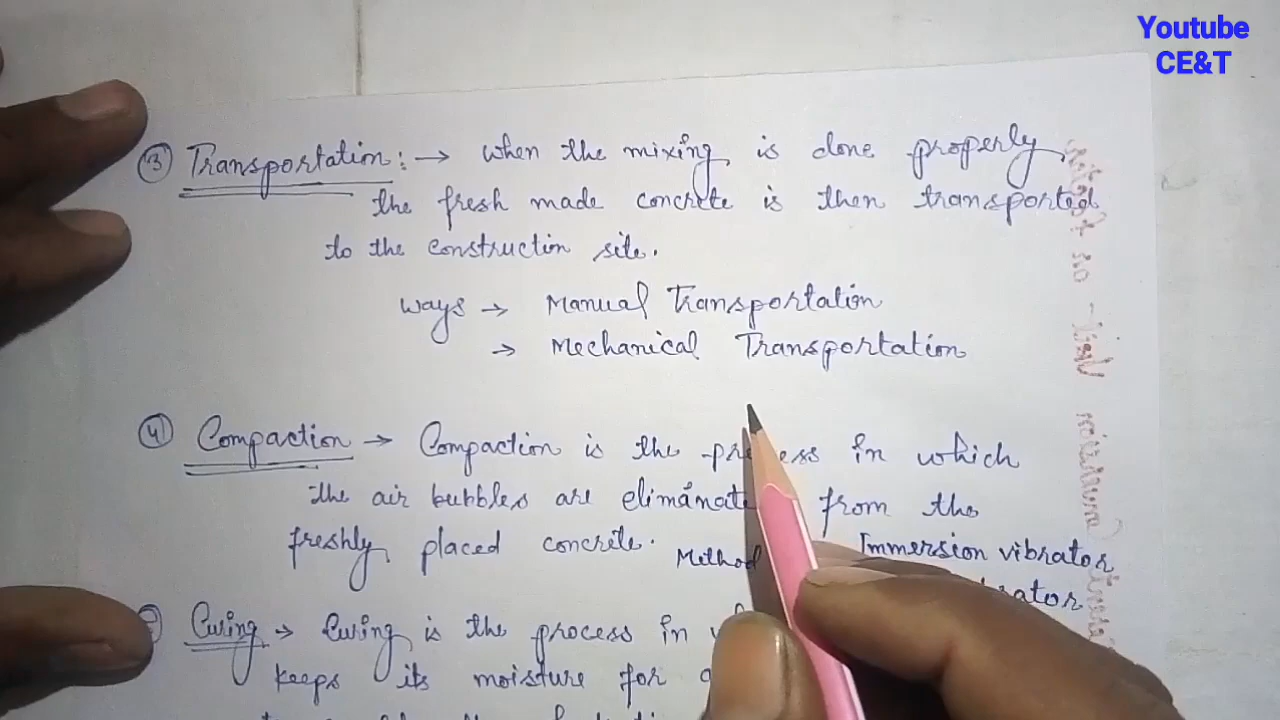 Youtube
CE&T
③ Transportation: → when the mixing is done properly
the fresh made concrete is then transported
to the construction site.
ways → Manual Transportation
→ Mechanical Transportation
④ Compaction → Compaction is the process in which
the air bubbles are elimanate from the
freshly placed concrete. Method Immersion vibrator
Curing → Curing is the process in
keeps its moisture for